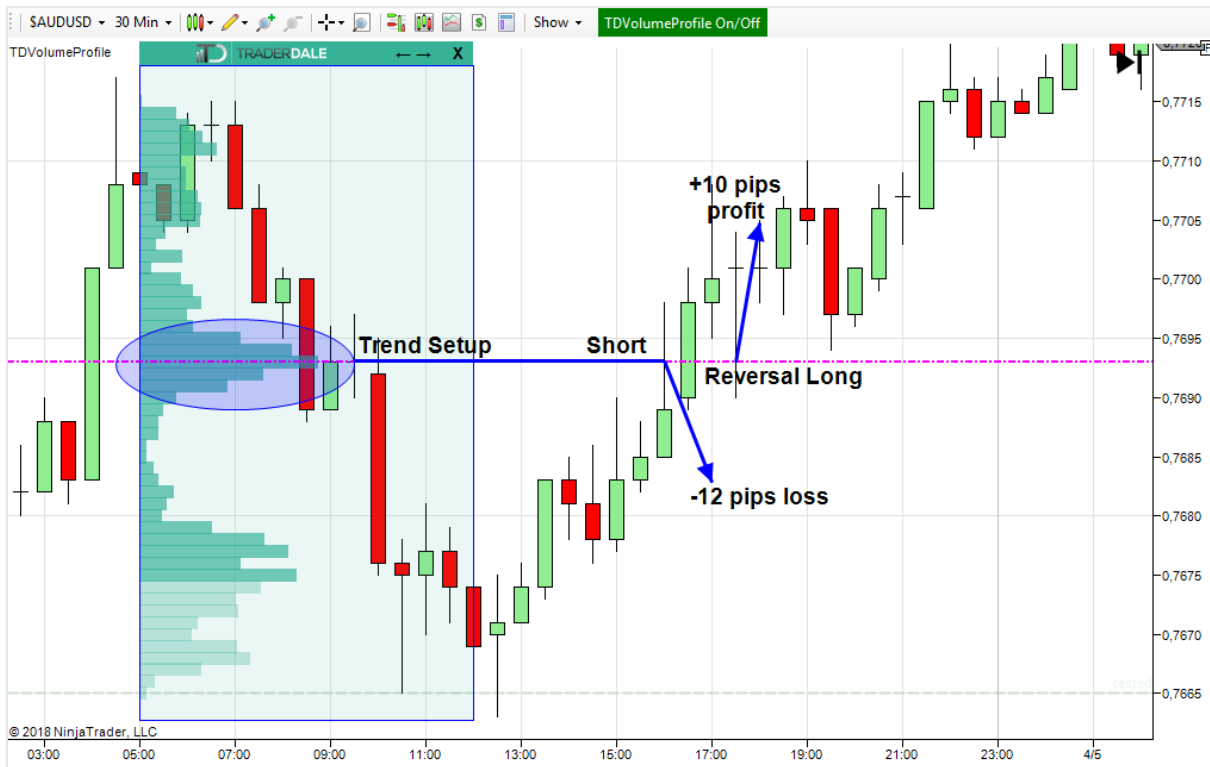 $AUDUSD 30 Min Show TDVolumeProfile On/Off
TDVolumeProfile
TD TRADERDALE ← → X
+10 pips
profit
Trend Setup
Short
Reversal Long
-12 pips loss
0,7715
0,7710
0,7705
0,7700
0,7695
0,7690
0,7685
0,7680
0,7675
0,7670
0,7665
tested
© 2018 NinjaTrader, LLC
03:00 05:00 07:00 09:00 11:00 13:00 15:00 17:00 19:00 21:00 23:00 4/5